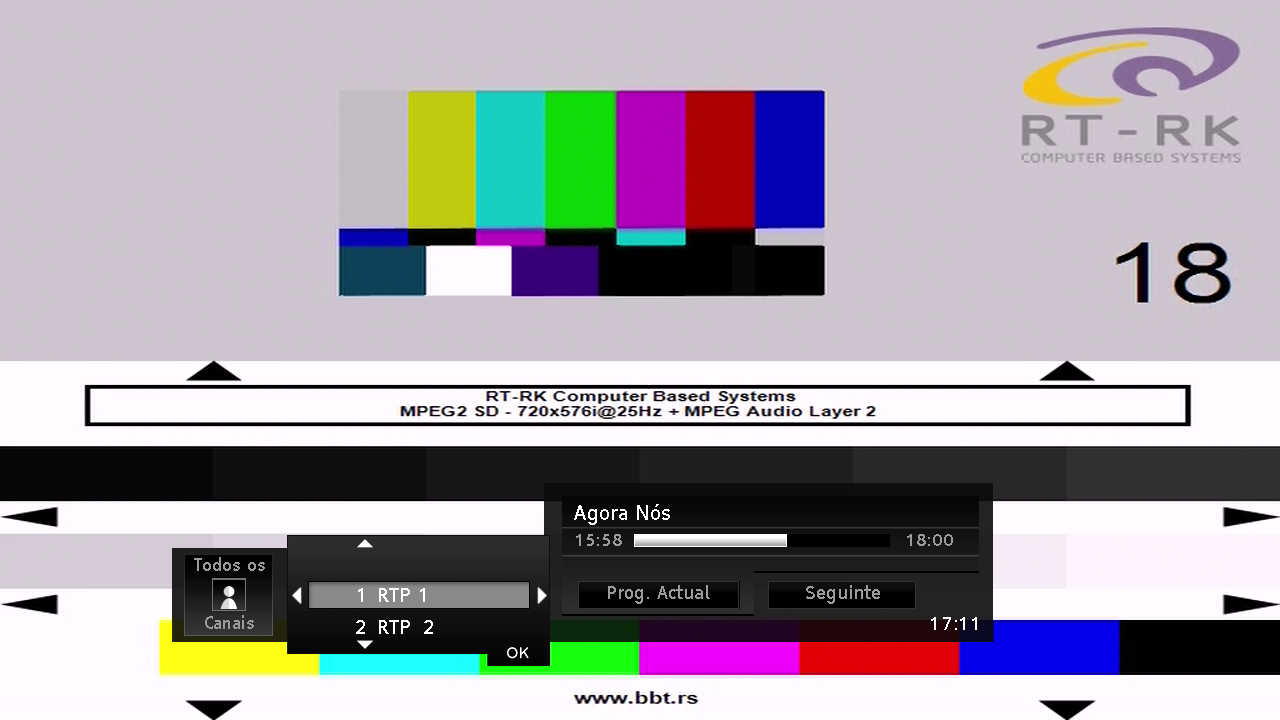 RT-RK
COMPUTER BASED SYSTEMS
18
RT-RK Computer Based Systems
MPEG2 SD - 720x576i@25Hz + MPEG Audio Layer 2
Agora Nós
15:58 18:00
Todos os
Canais
1 RTP 1
2 RTP 2
OK
Prog. Actual
Seguinte
17:11
www.bbt.rs